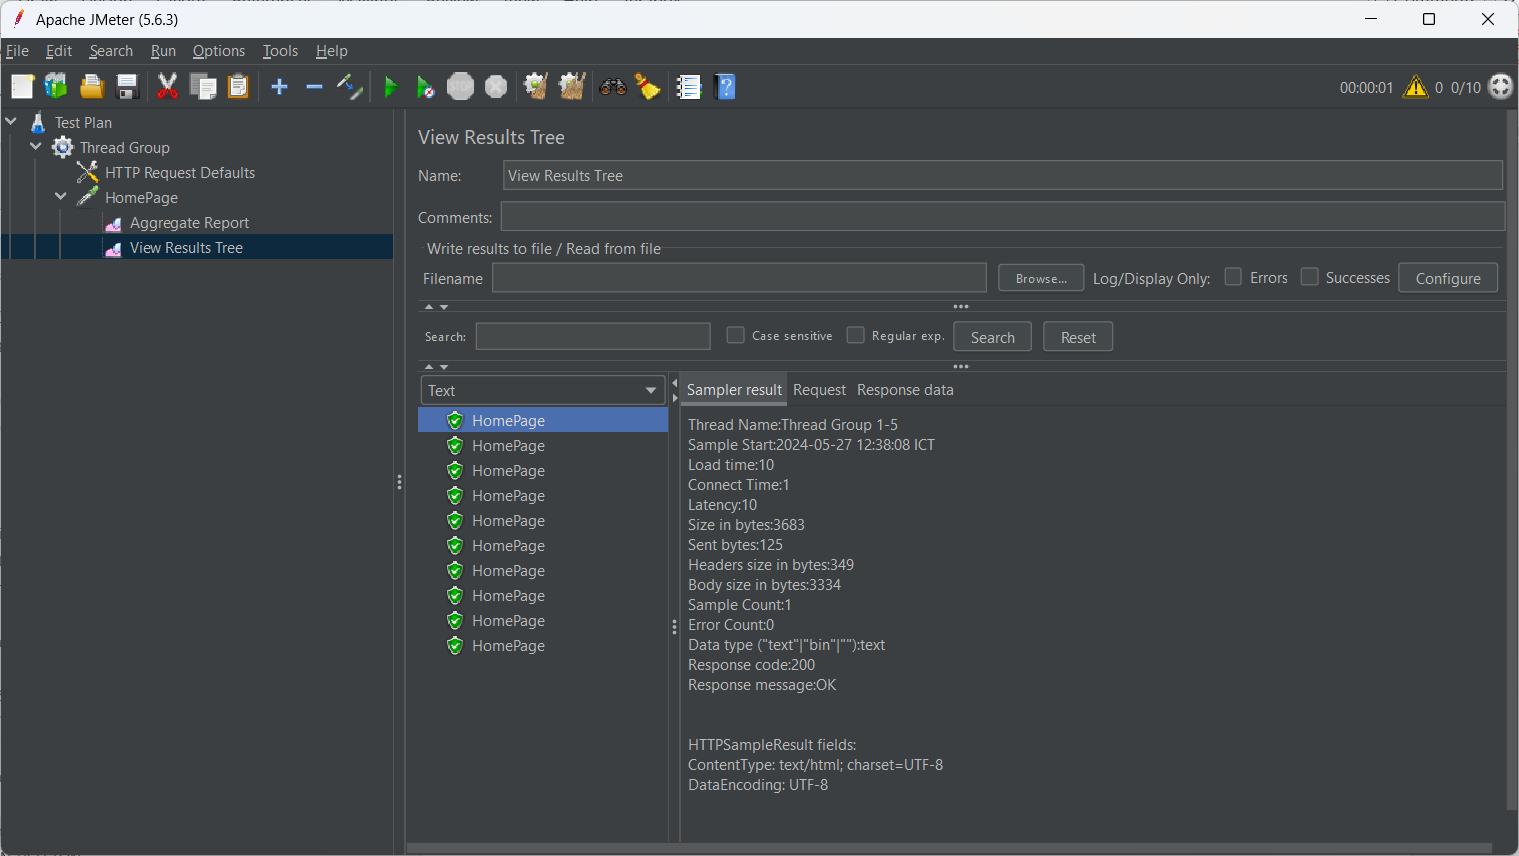 Apache JMeter (5.6.3)
File Edit Search Run Options Tools Help
STOP
00:00:01 0 0/10
Test Plan
Thread Group
HTTP Request Defaults
HomePage
Aggregate Report
View Results Tree
View Results Tree
Name: View Results Tree
Comments:
Write results to file / Read from file
Filename Browse... Log/Display Only: Errors Successes Configure
Search: Case sensitive Regular exp. Search Reset
Text
HomePage
HomePage
HomePage
HomePage
HomePage
HomePage
HomePage
HomePage
HomePage
HomePage
Sampler result Request Response data
Thread Name:Thread Group 1-5
Sample Start:2024-05-27 12:38:08 ICT
Load time:10
Connect Time:1
Latency:10
Size in bytes:3683
Sent bytes:125
Headers size in bytes:349
Body size in bytes:3334
Sample Count:1
Error Count:0
Data type ("text"|"bin"|""):text
Response code:200
Response message:OK
HTTPSampleResult fields:
ContentType: text/html; charset=UTF-8
DataEncoding: UTF-8